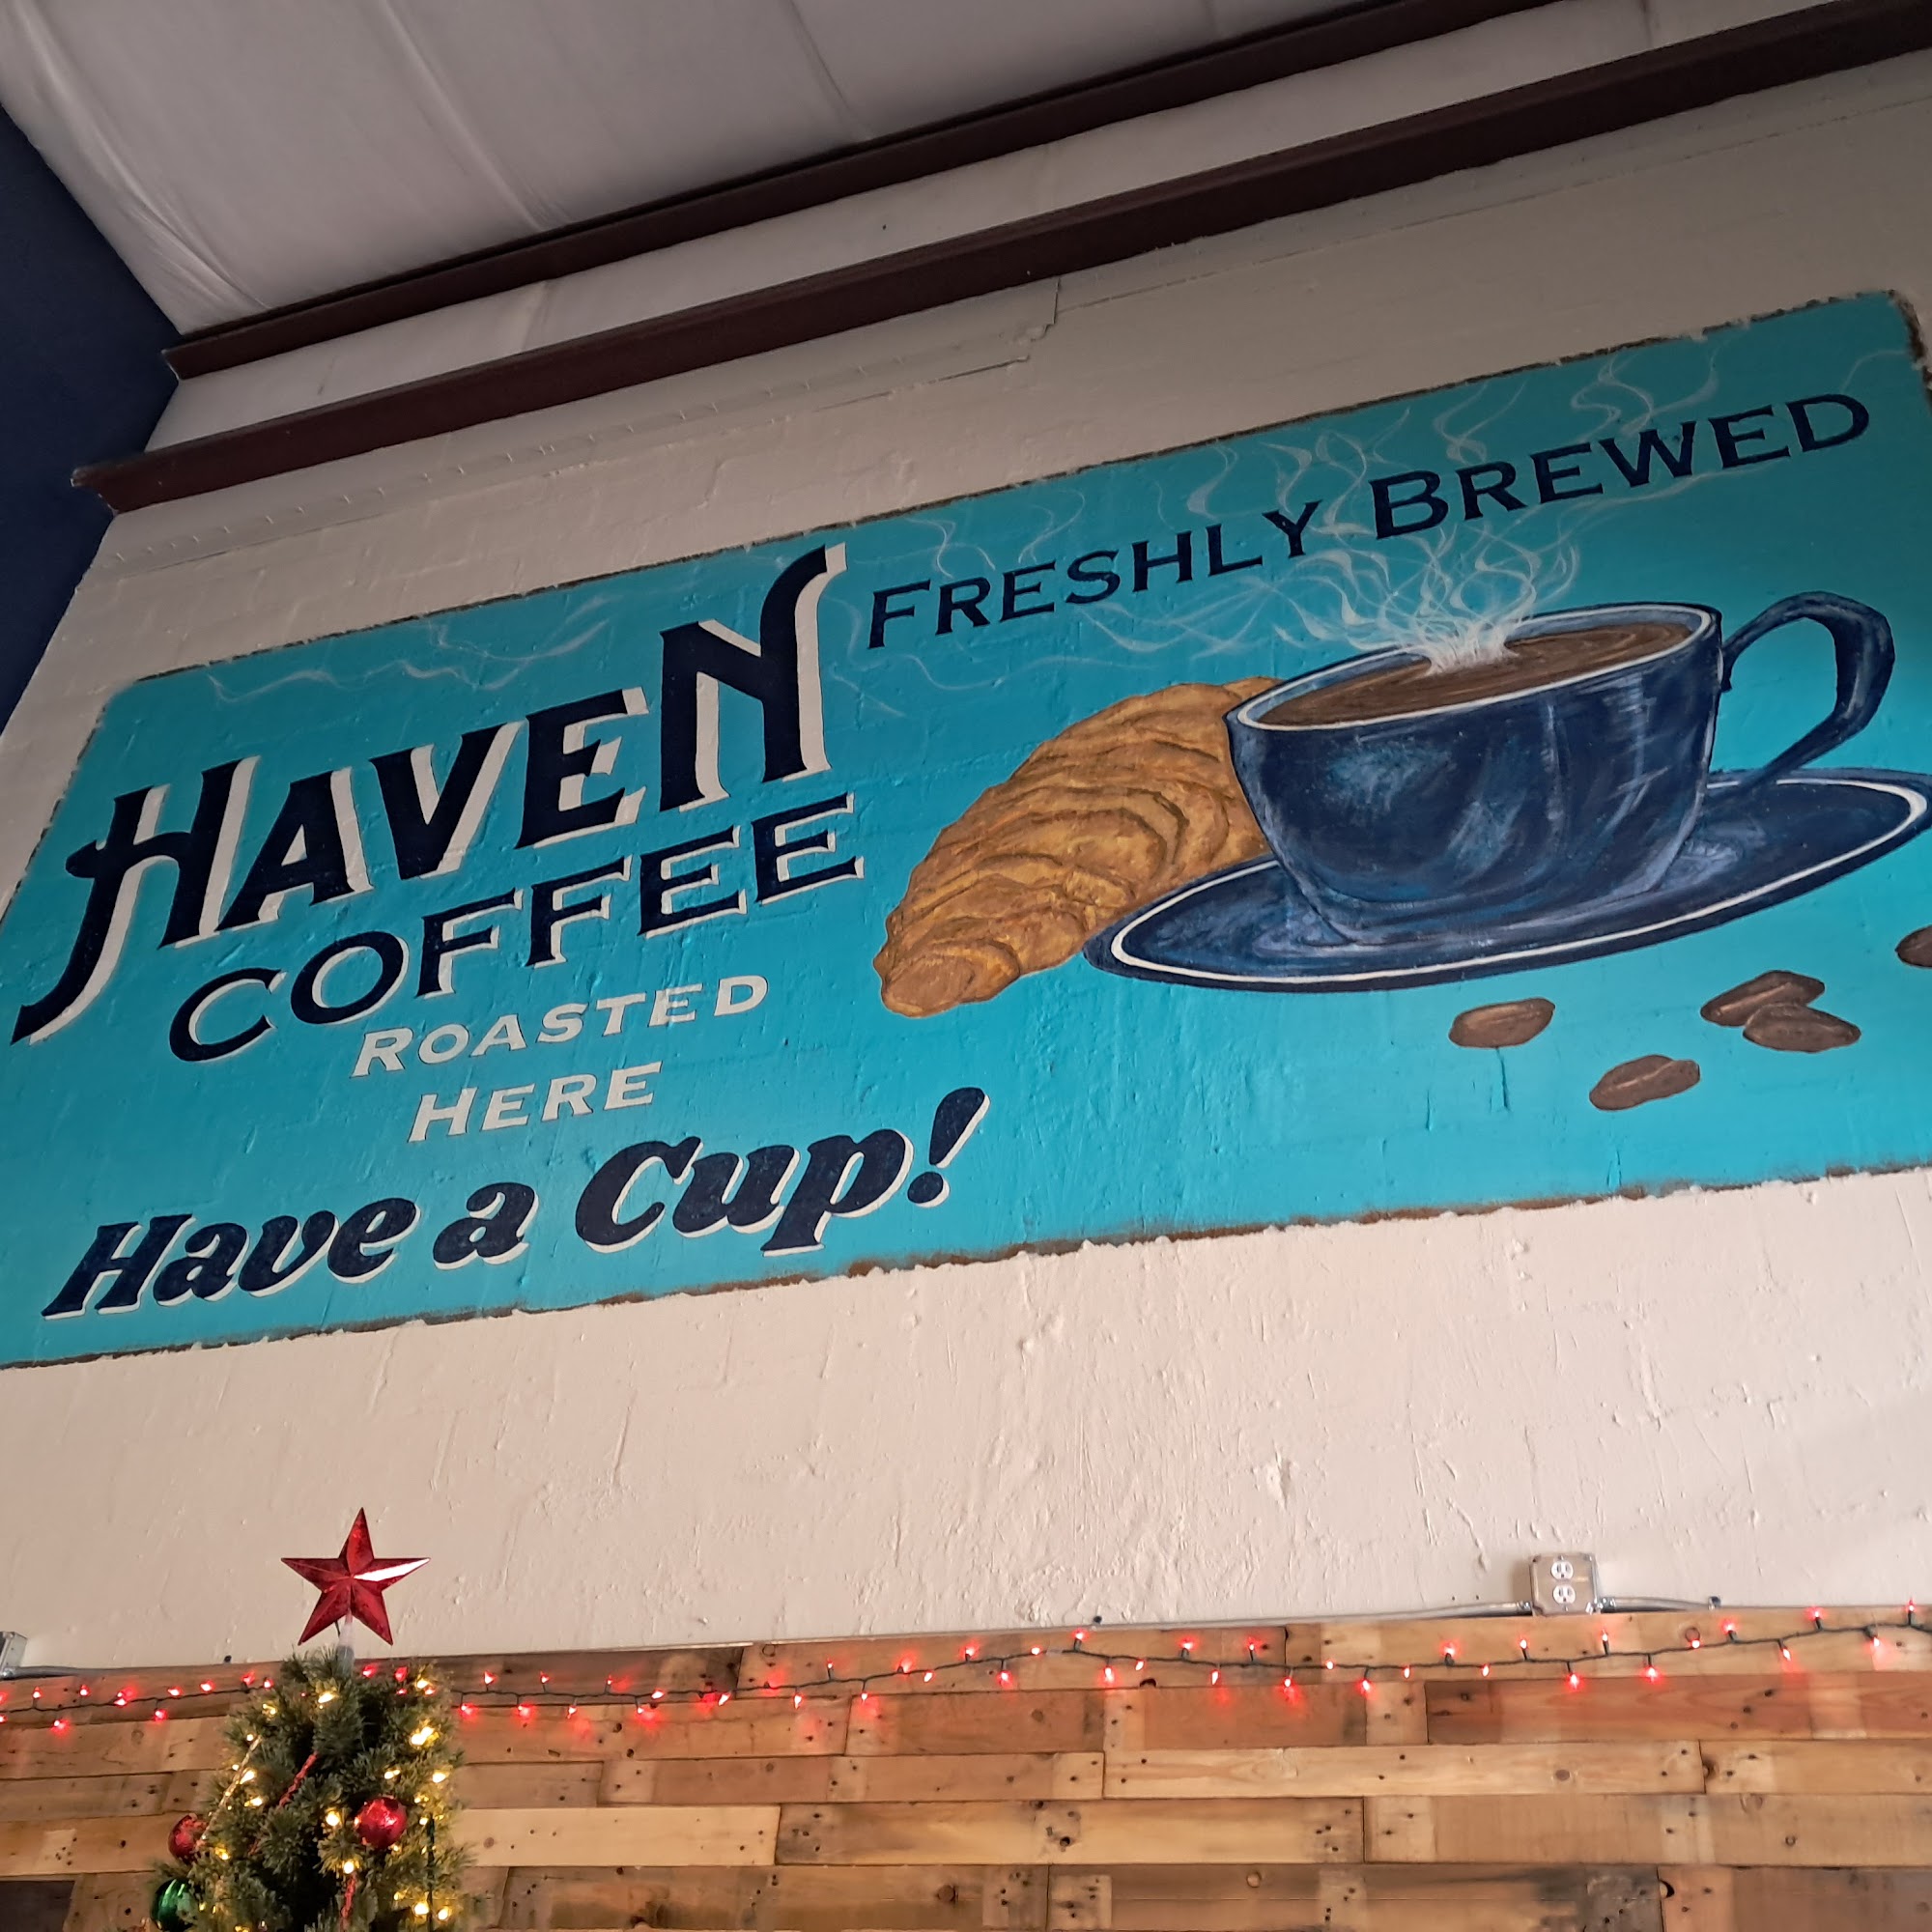 HAVEN
COFFEE
ROASTED
HERE
Have a Cup!
FRESHLY BREWED